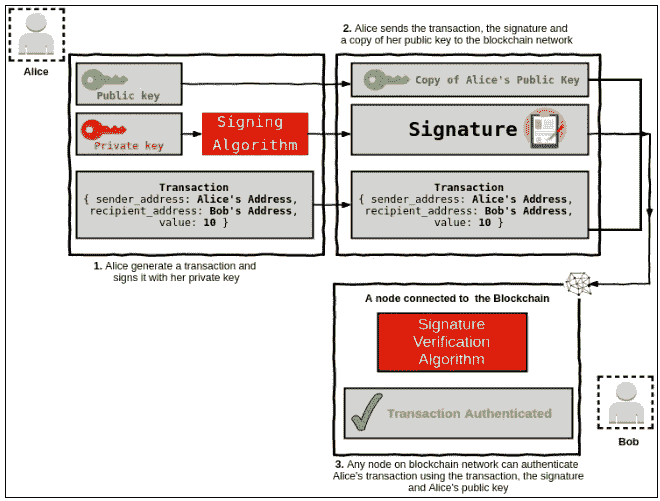 Alice
2. Alice sends the transaction, the signature and
a copy of her public key to the blockchain network
Public key
Private key
Signing
Algorithm
Transaction
{ sender_address: Alice's Address,
recipient_address: Bob's Address,
value: 10 }
1. Alice generate a transaction and
signs it with her private key
Copy of Alice's Public Key
Signature
Transaction
{ sender_address: Alice's Address,
recipient_address: Bob's Address,
value: 10 }
A node connected to the Blockchain
Signature
Verification
Algorithm
Transaction Authenticated
Bob
3. Any node on blockchain network can authenticate
Alice's transaction using the transaction, the signature
and Alice's public key